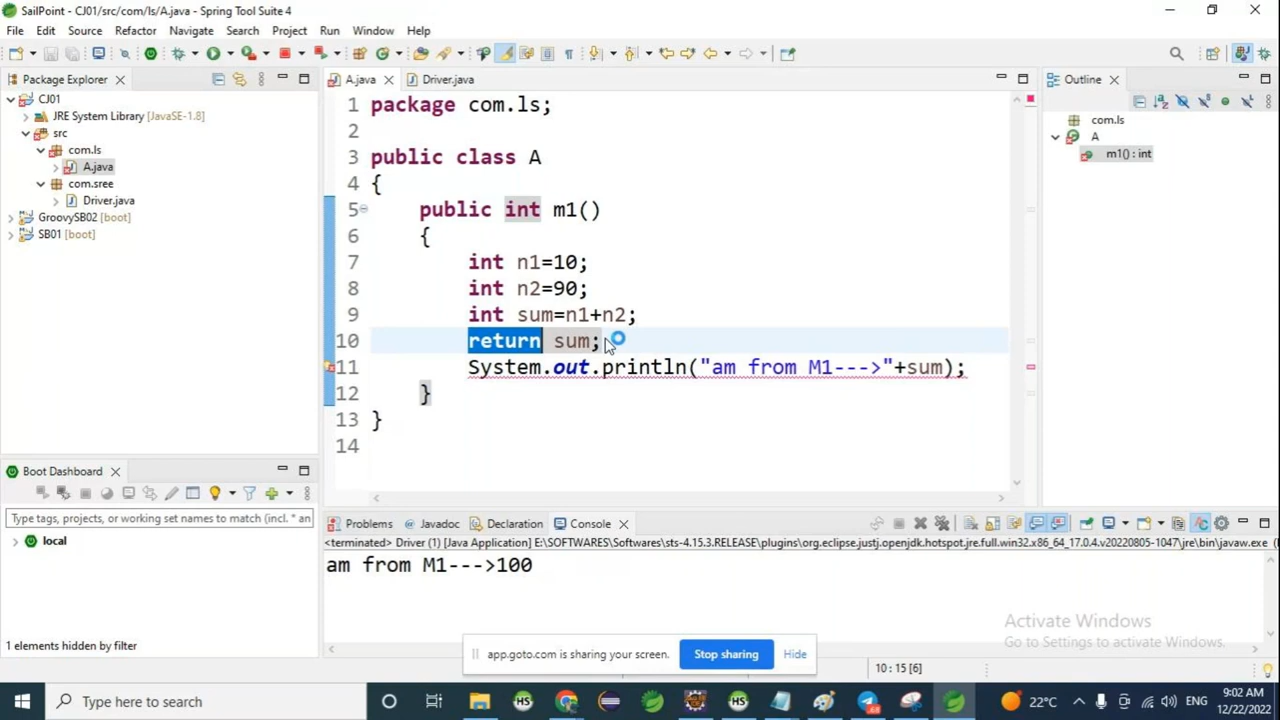 SailPoint - CJ01/src/com/ls/A.java - Spring Tool Suite 4
File Edit Source Refactor Navigate Search Project Run Window Help
Package Explorer
CJ01
JRE System Library [JavaSE-1.8]
src
com.ls
A.java
com.sree
Driver.java
GroovySB02 [boot]
SB01 [boot]
A.java
Driver.java
1 package com.ls;
2
3 public class A
4 {
5 public int m1()
6 {
7 int n1=10;
8 int n2=90;
9 int sum=n1+n2;
10 return sum;
11 System.out.println("am from M1--->"+sum);
12 }
13 }
14
Outline
com.ls
A
m1() : int
Boot Dashboard
Type tags, projects, or working set names to match (incl. * an
local
1 elements hidden by filter
Problems Javadoc Declaration Console
<terminated> Driver (1) [Java Application] E:\SOFTWARES\Softwares\sts-4.15.3.RELEASE\plugins\org.eclipse.justj.openjdk.hotspot.jre.full.win32.x86_64_17.0.4.v20220805-1047\jre\bin\javaw.exe
am from M1--->100
Activate Windows
Go to Settings to activate Windows.
app.goto.com is sharing your screen. Stop sharing Hide
10 : 15 [6]
Type here to search
22°C
ENG
9:02 AM
12/22/2022